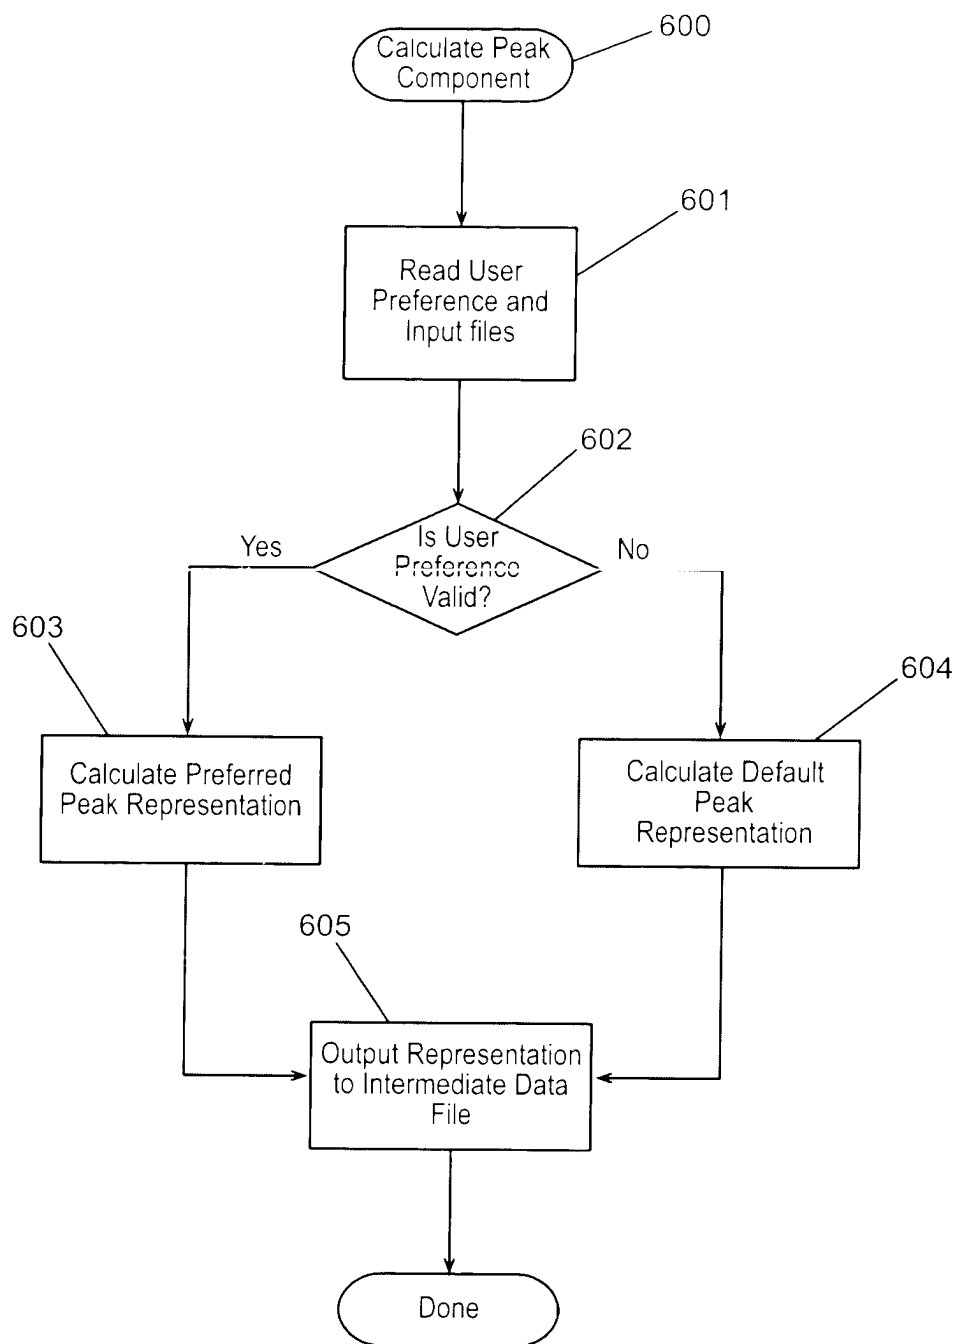 Calculate Peak
Component
600
601
Read User
Preference and
Input files
602
Is User
Preference
Valid?
Yes
No
603
604
Calculate Preferred
Peak Representation
Calculate Default
Peak
Representation
605
Output Representation
to Intermediate Data
File
Done